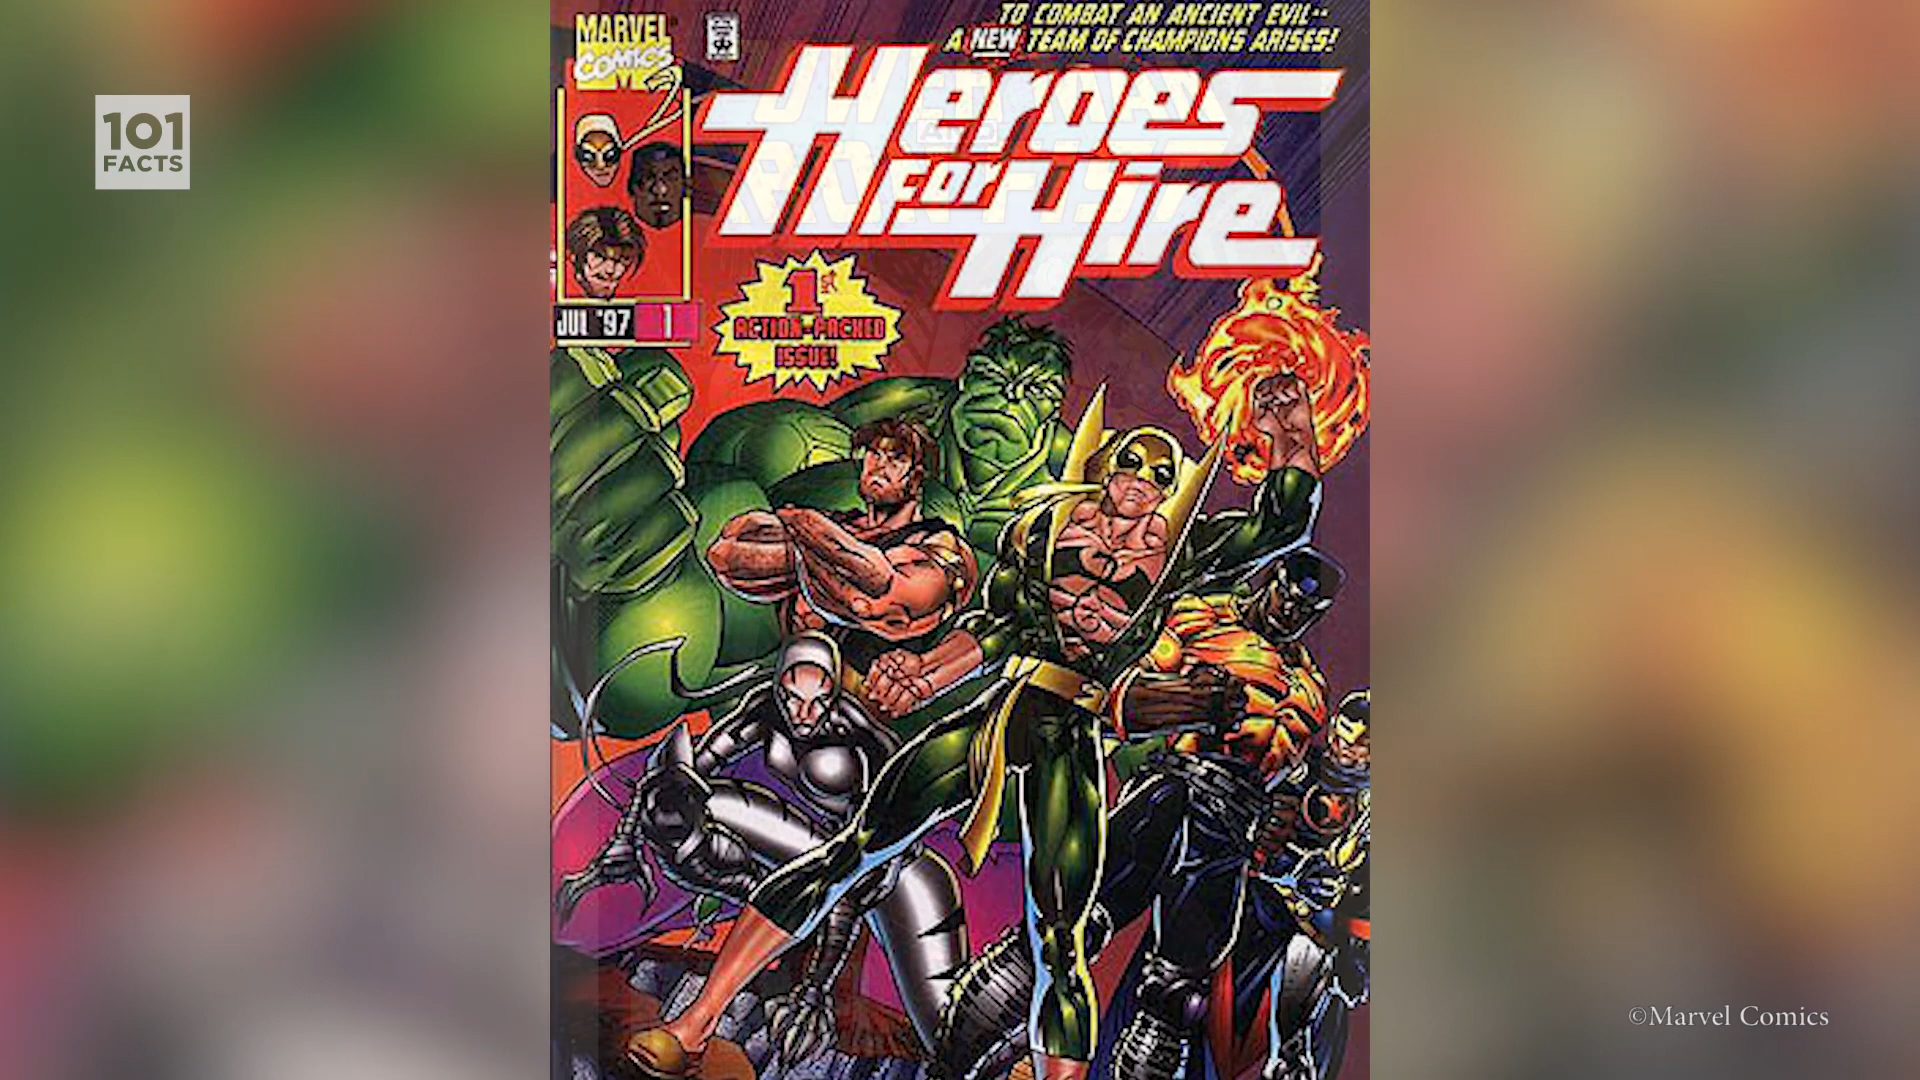 TO COMBAT AN ANCIENT EVIL--
A NEW TEAM OF CHAMPIONS ARISES!
MARVEL
COMICS
HEROES
FOR HIRE
101
FACTS
1st
ACTION-PACKED
ISSUE!
JUL '97 1
©Marvel Comics